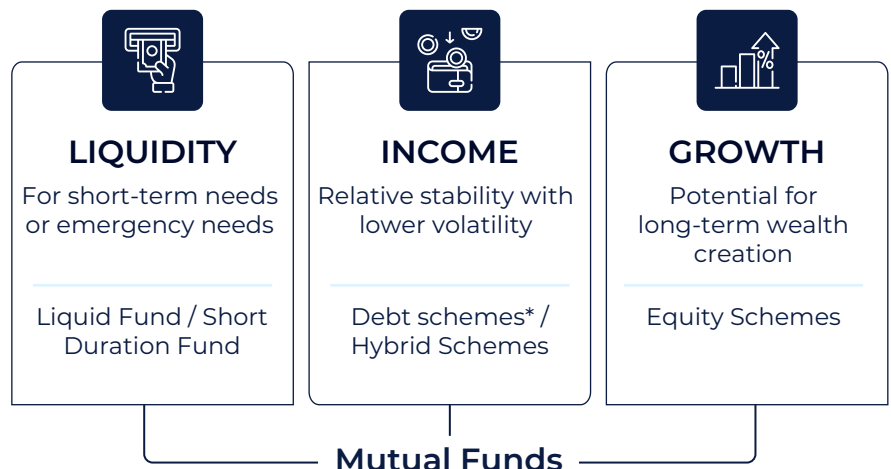 LIQUIDITY
For short-term needs
or emergency needs
Liquid Fund / Short
Duration Fund
INCOME
Relative stability with
lower volatility
Debt schemes* /
Hybrid Schemes
GROWTH
%
Potential for
long-term wealth
creation
Equity Schemes
Mutual Funds